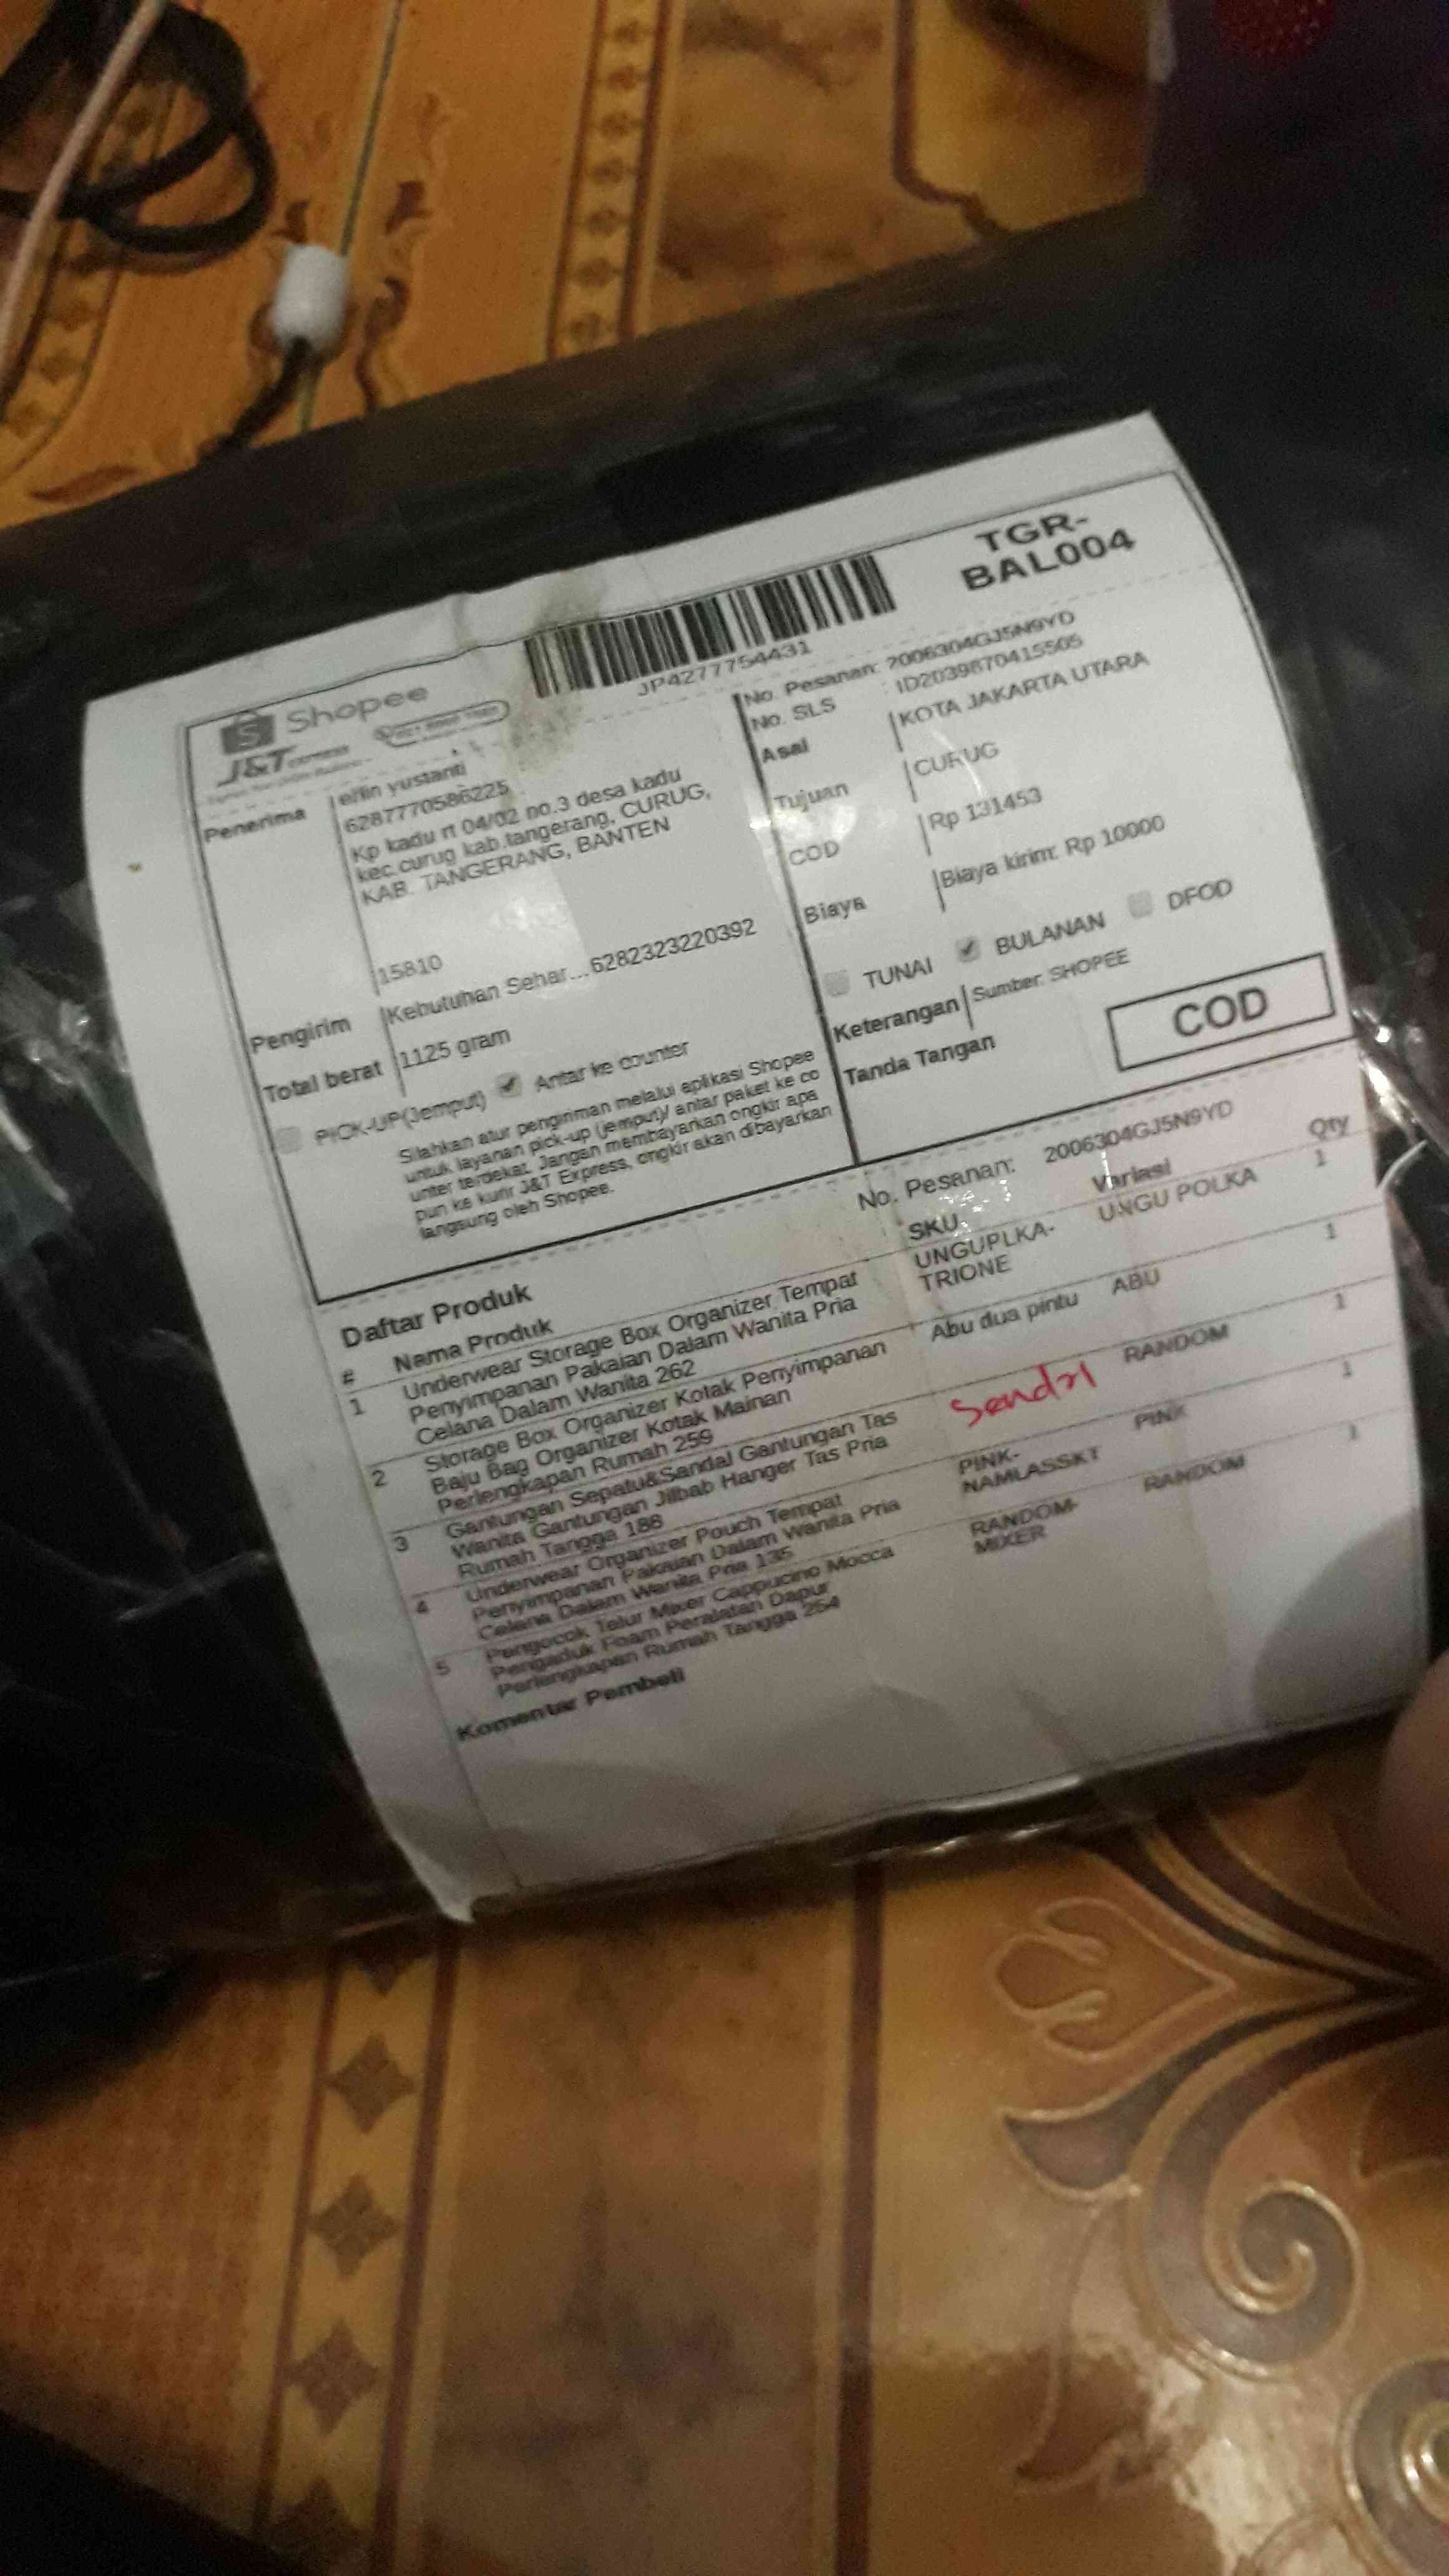 TGR-
BAL004
JP4277754431
Shopee
J&T EXPRESS
Penerima
erlin yustanti
6287770586225
Kp kadu rt 04/02 no.3 desa kadu
kec.curug kab.tangerang, CURUG,
KAB. TANGERANG, BANTEN
15810
Pengirim Kebutuhan Sehar...6282323220392
Total berat 1125 gram
PICK-UP(Jemput) Antar ke counter
Silahkan atur pengiriman melalui aplikasi Shopee
untuk layanan pick-up (jemput)/ antar paket ke co
unter terdekat. Jangan membayarkan ongkir apa
pun ke kurir J&T Express, ongkir akan dibayarkan
langsung oleh Shopee.
No. Pesanan: 2006304GJ5N9YD
No. SLS : ID2039870415505
Asal KOTA JAKARTA UTARA
Tujuan CURUG
COD Rp 131453
Biaya Biaya kirim: Rp 10000
TUNAI BULANAN DFOD
Keterangan Sumber: SHOPEE
Tanda Tangan
COD
Daftar Produk
No. Pesanan: 2006304GJ5N9YD
# Nama Produk SKU Variasi Qty
1 Underwear Storage Box Organizer Tempat UNGUPLKA- UNGU POLKA 1
Penyimpanan Pakaian Dalam Wanita Pria TRIONE
Celana Dalam Wanita 262
2 Storage Box Organizer Kotak Penyimpanan Abu dua pintu ABU 1
Baju Bag Organizer Kotak Mainan
Perlengkapan Rumah 259
3 Gantungan Sepatu&Sandal Gantungan Tas RANDOM 1
Wanita Gantungan Jilbab Hanger Tas Pria
Rumah Tangga 188
4 Underwear Organizer Pouch Tempat PINK- PINK 1
Penyimpanan Pakaian Dalam Wanita Pria NAMLASSKT
Celana Dalam Wanita Pria 135
5 Pengocok Telur Mixer Cappucino Mocca RANDOM- RANDOM 1
Pengaduk Foam Peralatan Dapur MIXER
Perlengkapan Rumah Tangga 254
Komentar Pembeli